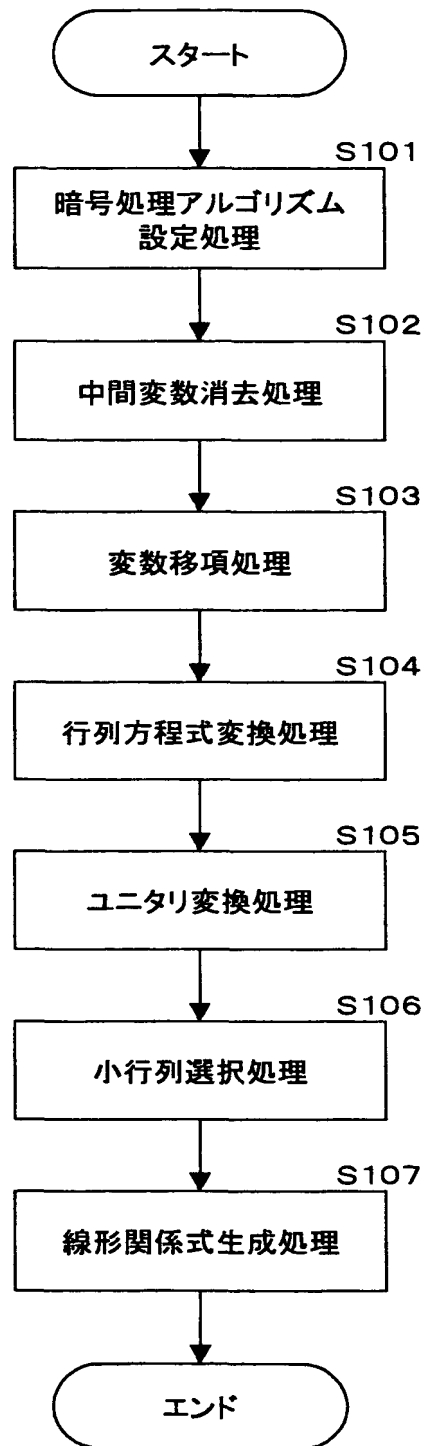 スタート
S101
暗号処理アルゴリズム
設定処理
S102
中間変数消去処理
S103
変数移項処理
S104
行列方程式変換処理
S105
ユニタリ変換処理
S106
小行列選択処理
S107
線形関係式生成処理
エンド